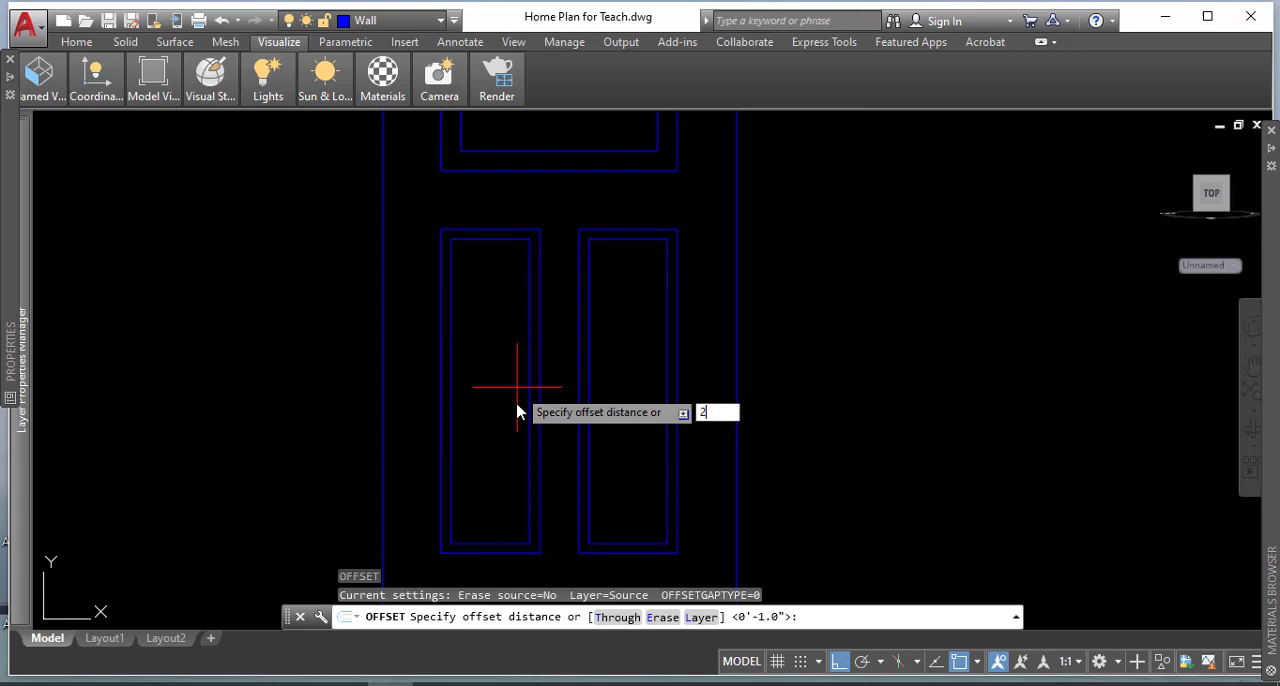 Wall
Home Plan for Teach.dwg
Type a keyword or phrase
Sign In
Home Solid Surface Mesh Visualize Parametric Insert Annotate View Manage Output Add-ins Collaborate Express Tools Featured Apps Acrobat
amed V... Coordina... Model Vi... Visual St... Lights Sun & Lo... Materials Camera Render
TOP
Unnamed
PROPERTIES
Layer Properties Manager
Specify offset distance or 2
Y
X
OFFSET
Current settings: Erase source=No Layer=Source OFFSETGAPTYPE=0
OFFSET Specify offset distance or [Through Erase Layer] <0'-1.0">:
MATERIALS BROWSER
Model Layout1 Layout2 +
MODEL 1:1